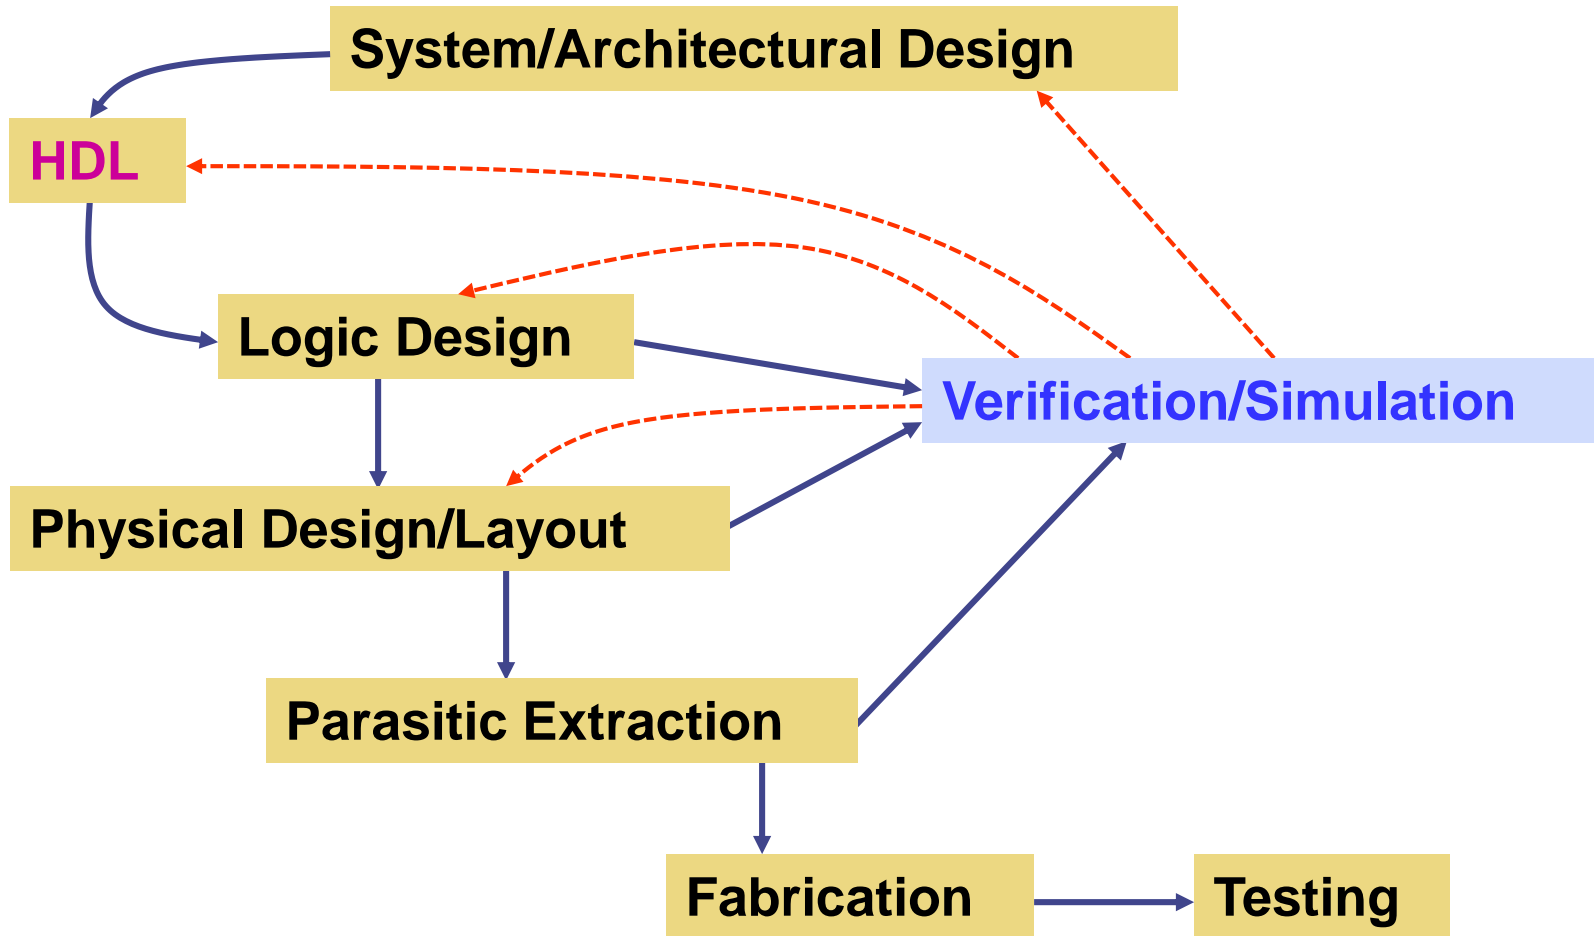 System/Architectural Design
HDL
Logic Design
Verification/Simulation
Physical Design/Layout
Parasitic Extraction
Fabrication
Testing